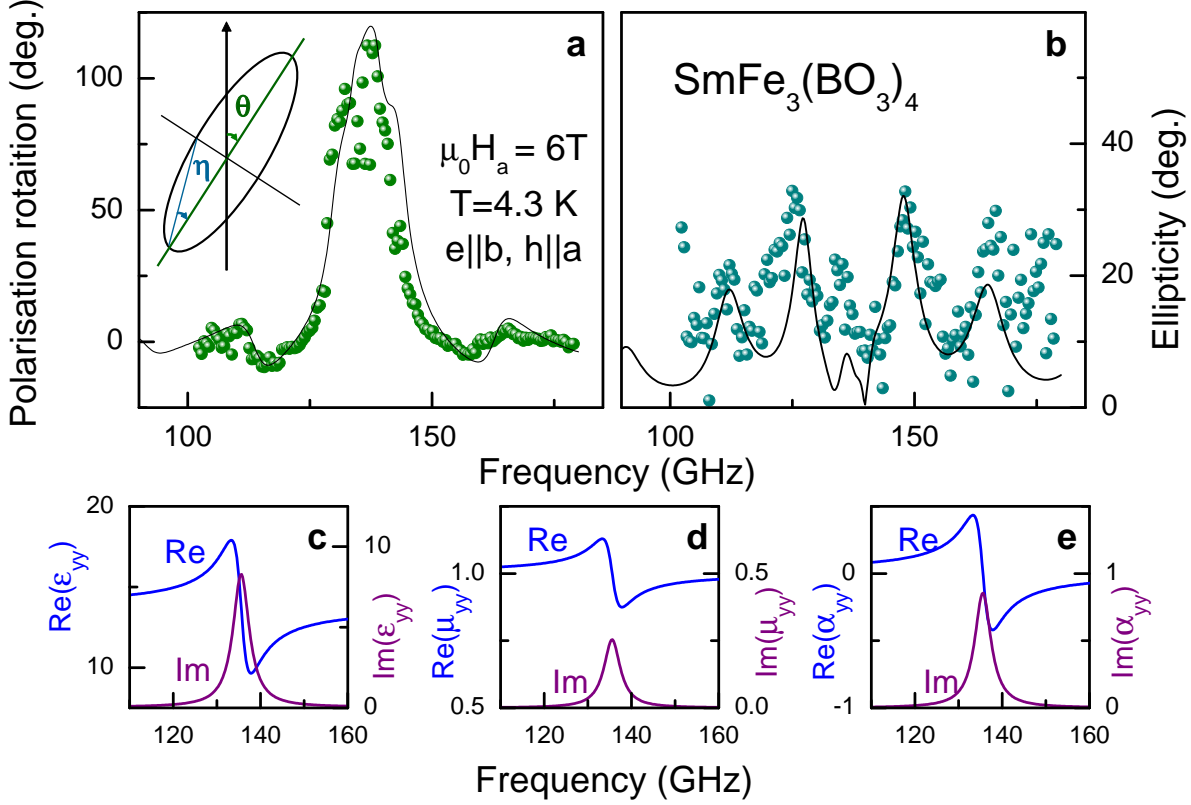 a
b
Polarisation rotaition (deg.)
100
50
0
θ
η
μ₀Hₐ = 6T
T=4.3 K
e||b, h||a
SmFe₃(BO₃)₄
Ellipticity (deg.)
40
20
0
100
150
100
150
Frequency (GHz)
c
Re(εyy)
20
10
Re
Im
10
0
Im(εyy)
120
140
160
d
Re(μyy)
1.0
0.5
Re
Im
0.5
0.0
Im(μyy)
120
140
160
e
Re(αyy)
0
-1
Re
Im
1
0
Im(αyy)
120
140
160
Frequency (GHz)